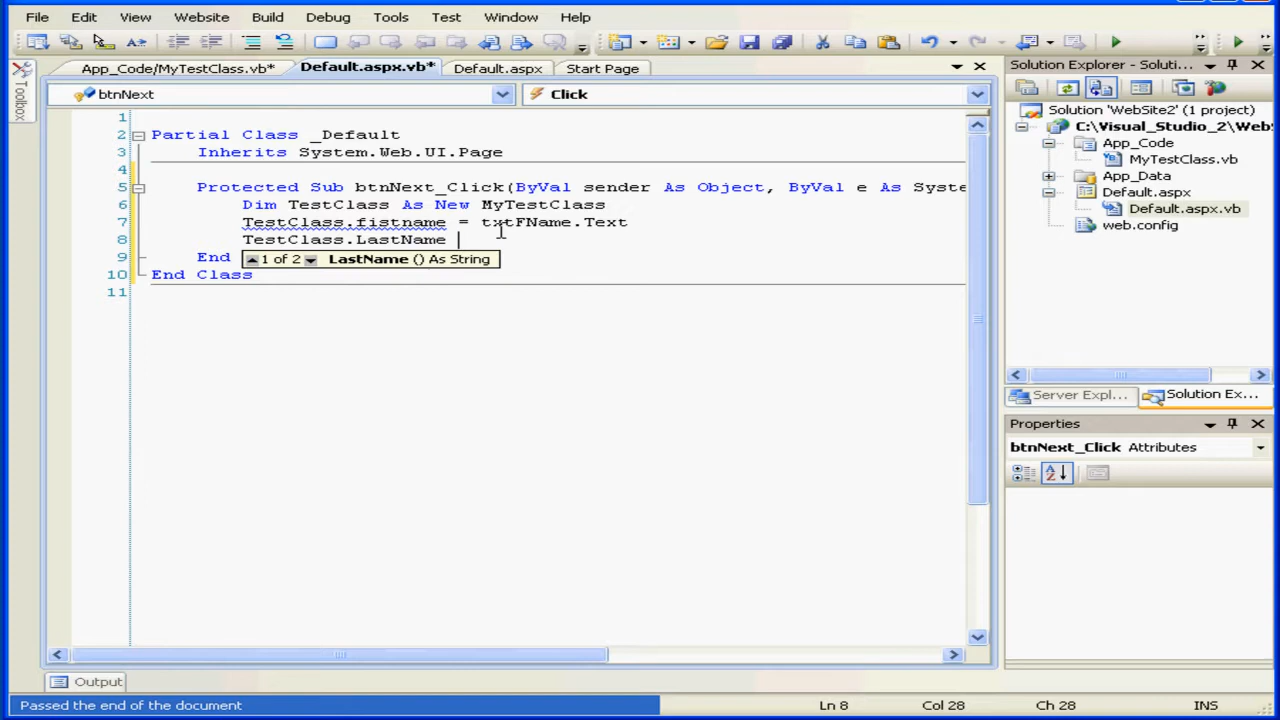 File Edit View Website Build Debug Tools Test Window Help
App_Code/MyTestClass.vb* Default.aspx.vb* Default.aspx Start Page
Toolbox
btnNext Click
1
2 Partial Class _Default
3 Inherits System.Web.UI.Page
4
5 Protected Sub btnNext_Click(ByVal sender As Object, ByVal e As Syste
6 Dim TestClass As New MyTestClass
7 TestClass.fistname = txtFName.Text
8 TestClass.LastName
9 End
1 of 2 LastName () As String
10 End Class
11
Solution Explorer - Soluti...
Solution 'WebSite2' (1 project)
C:\Visual_Studio_2\Web
App_Code
MyTestClass.vb
App_Data
Default.aspx
Default.aspx.vb
web.config
Server Expl... Solution Ex...
Properties
btnNext_Click Attributes
Output
Passed the end of the document Ln 8 Col 28 Ch 28 INS